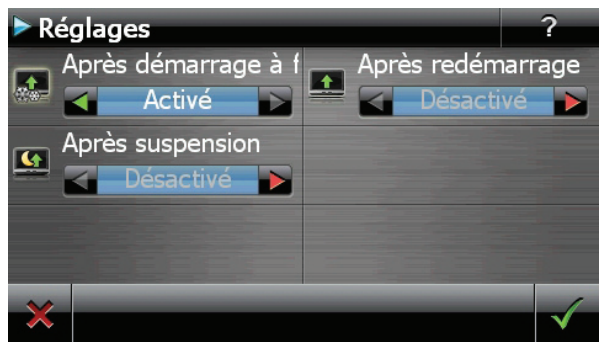 Réglages
?
Après démarrage à f
Activé
Après redémarrage
Désactivé
Après suspension
Désactivé